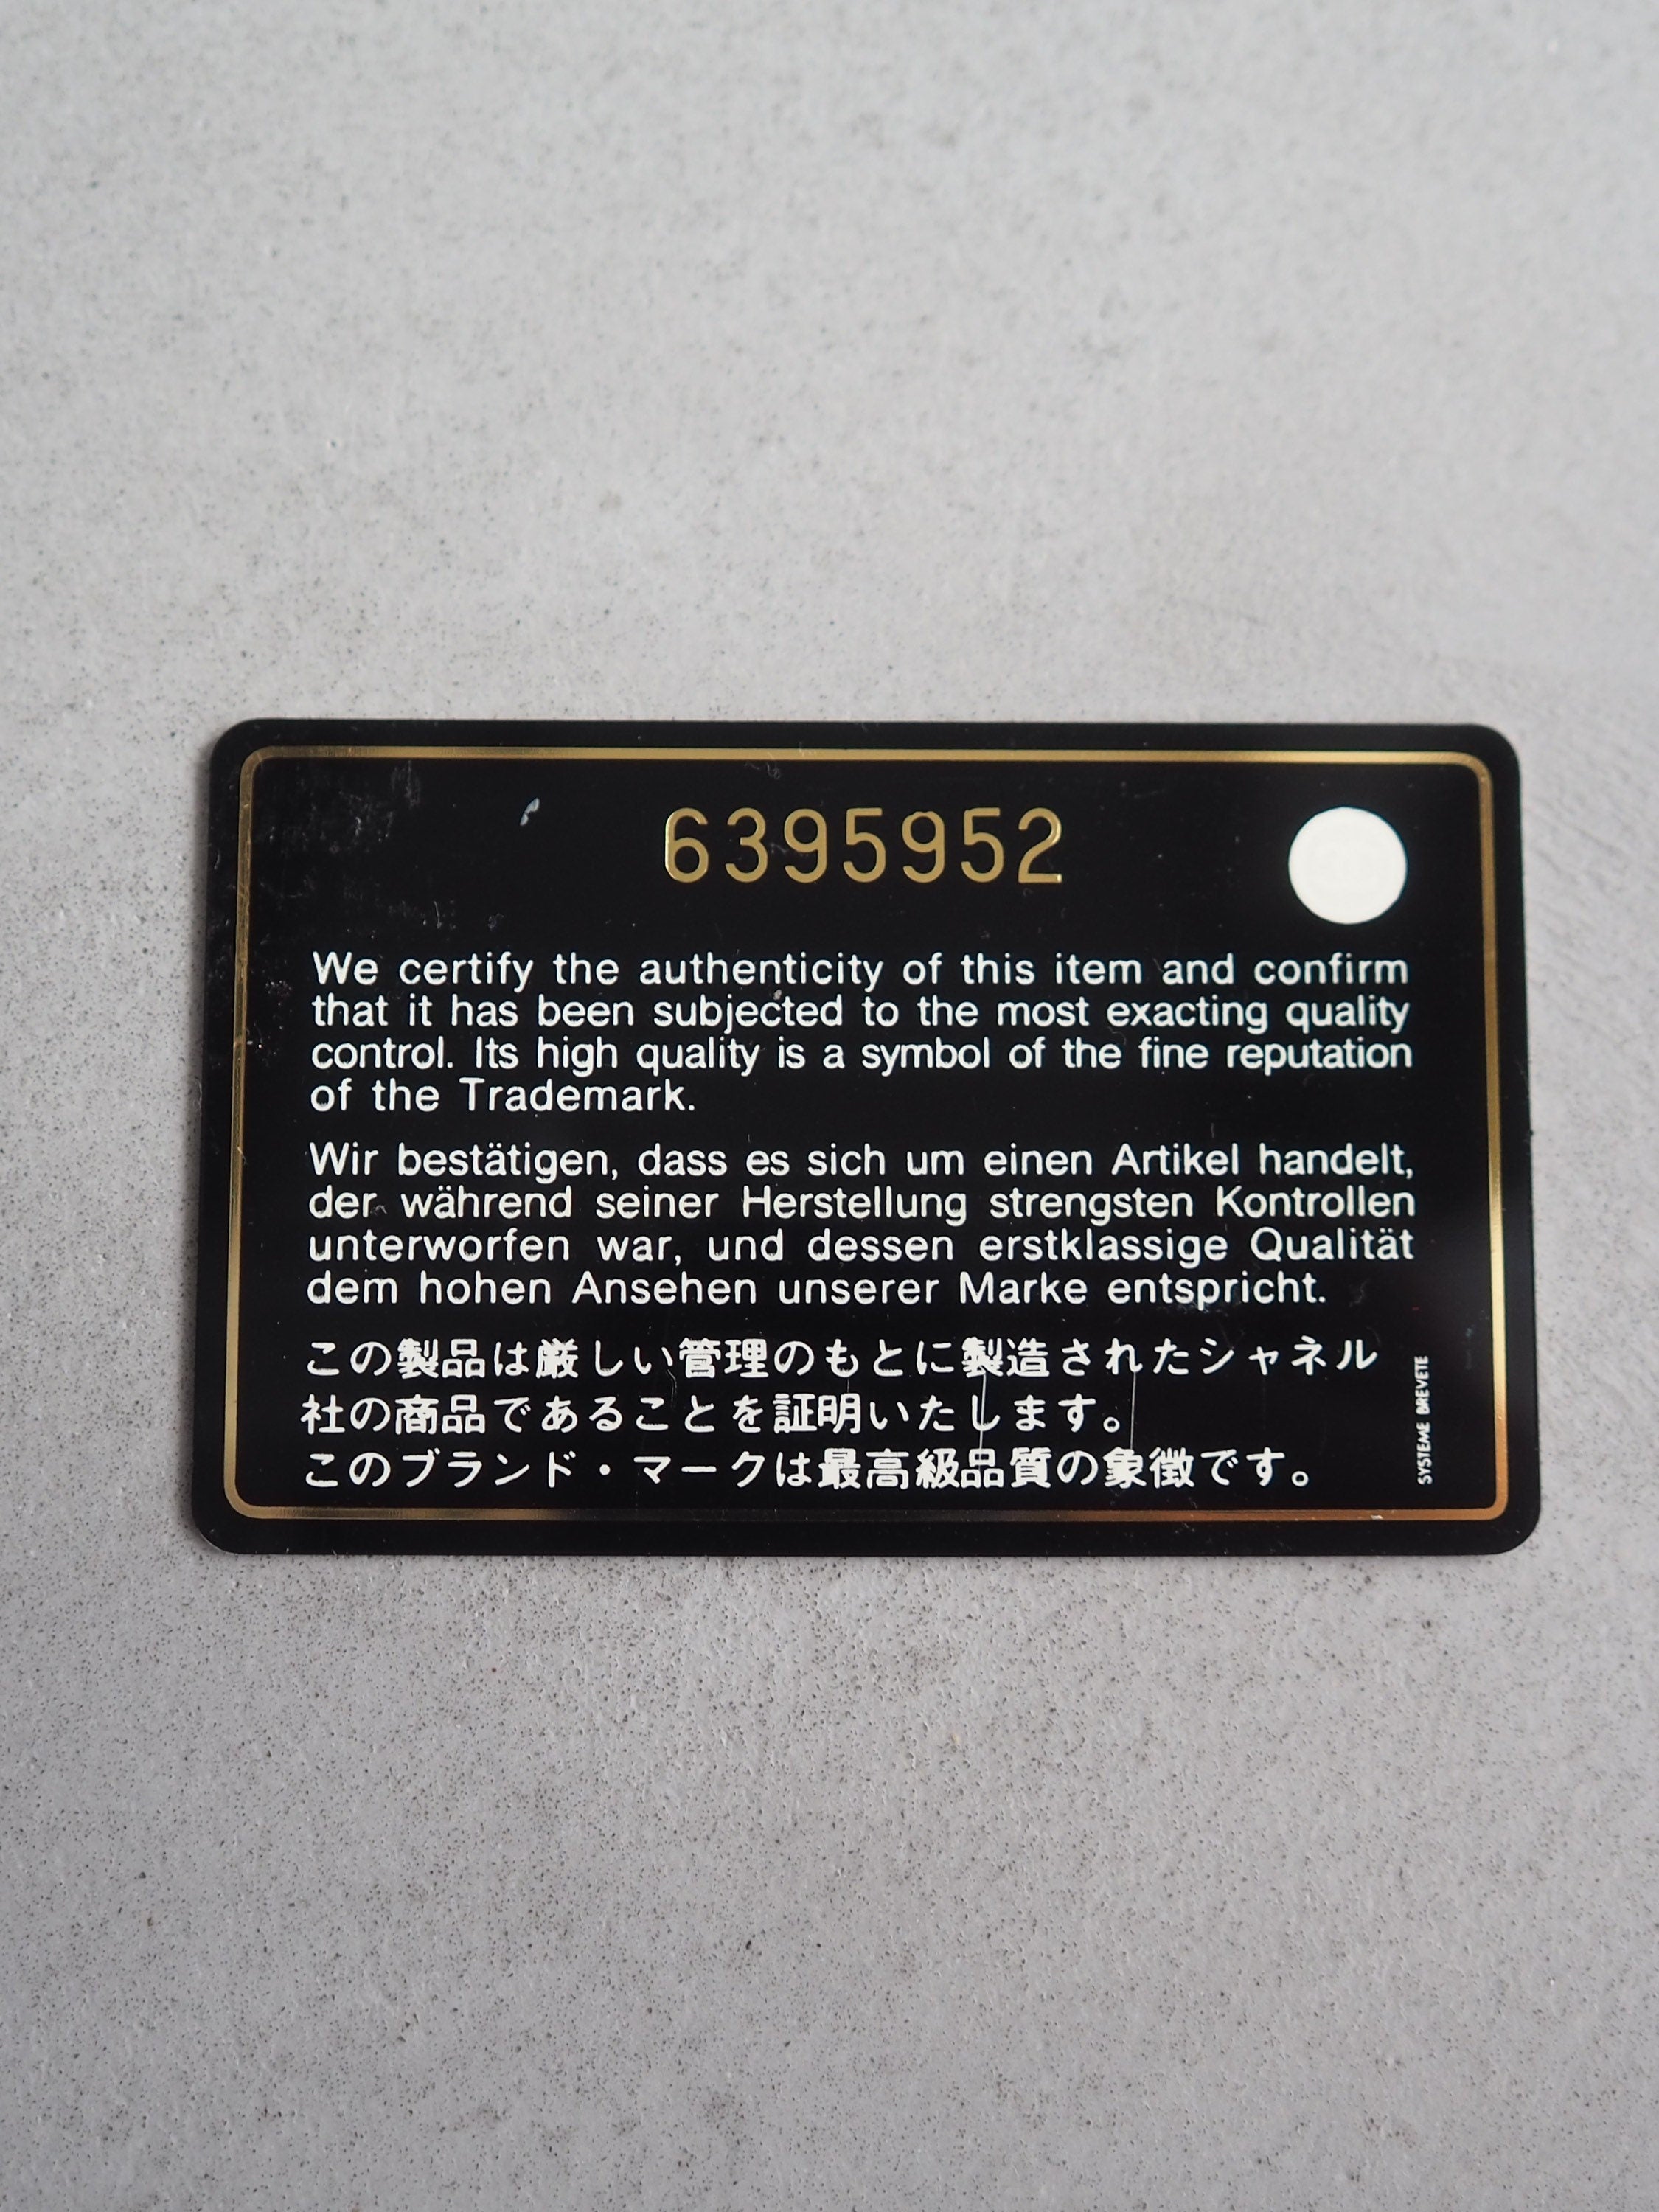 6395952
We certify the authenticity of this item and confirm
that it has been subjected to the most exacting quality
control. Its high quality is a symbol of the fine reputation
of the Trademark.
Wir bestätigen, dass es sich um einen Artikel handelt,
der während seiner Herstellung strengsten Kontrollen
unterworfen war, und dessen erstklassige Qualität
dem hohen Ansehen unserer Marke entspricht.
この製品は厳しい管理のもとに製造されたシャネル
社の商品であることを証明いたします。
このブランド・マークは最高級品質の象徴です。
SYSTEME BREVETE